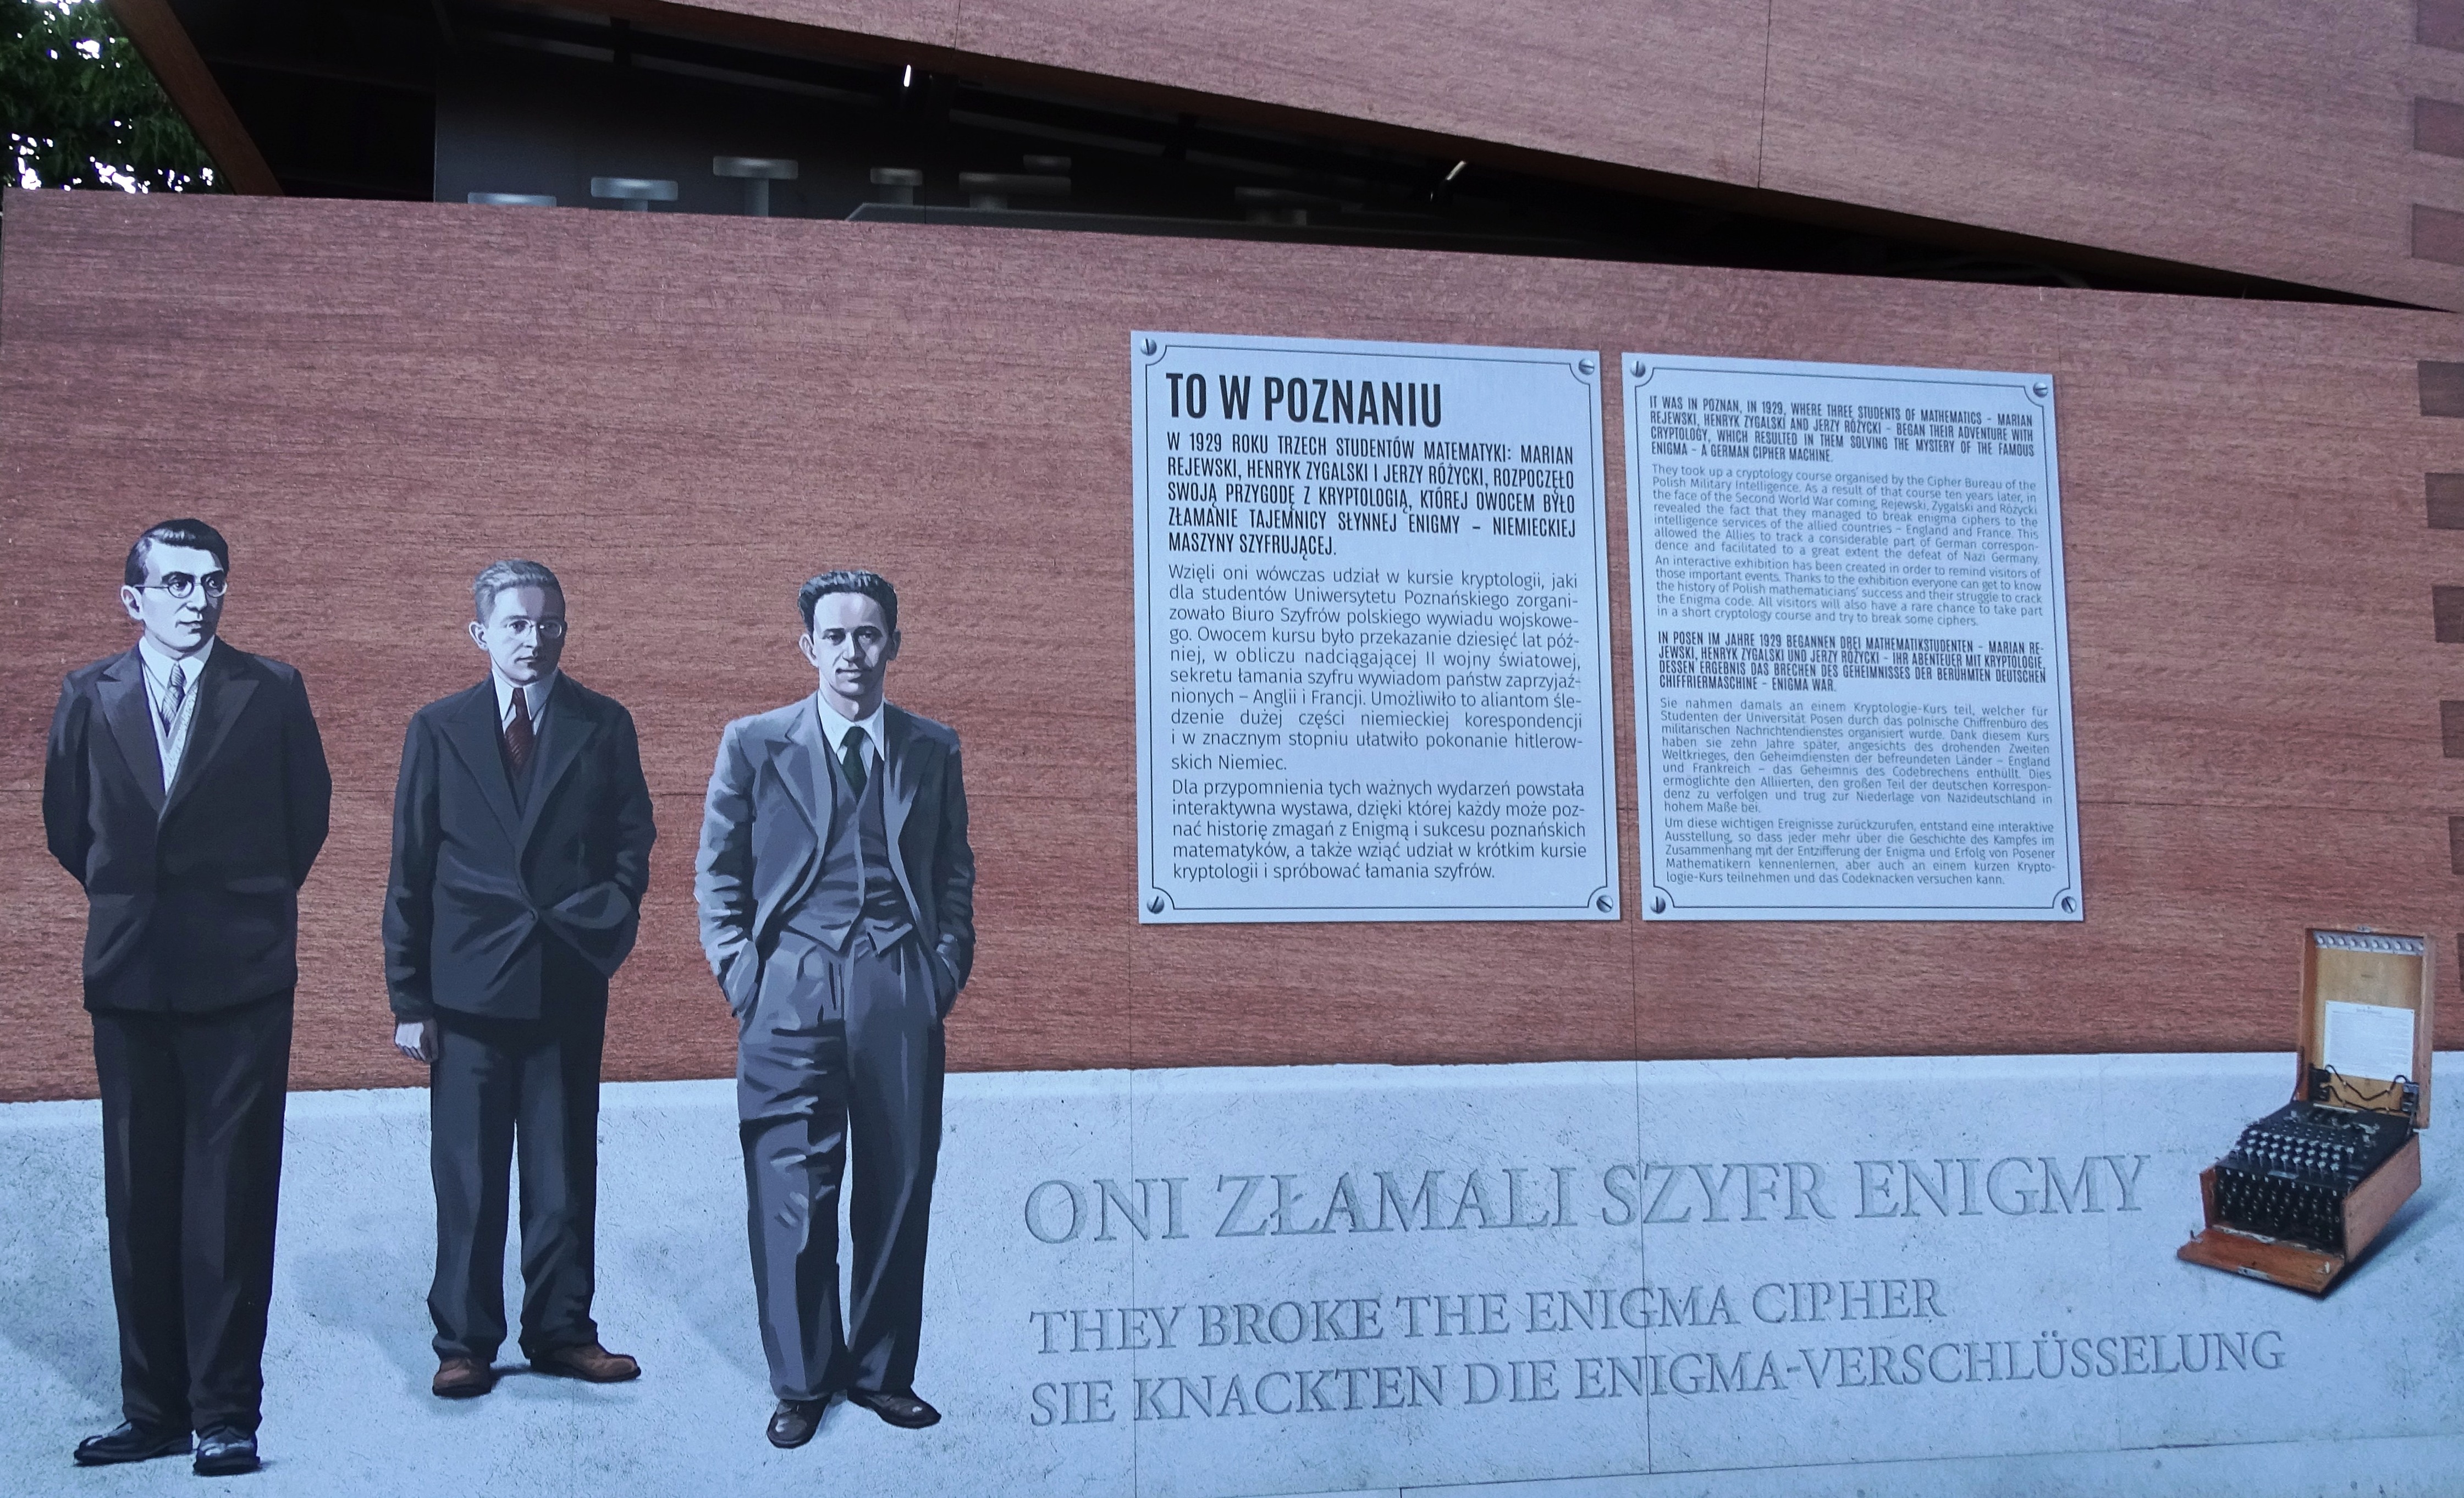 TO W POZNANIU
W 1929 ROKU TRZECH STUDENTÓW MATEMATYKI: MARIAN
REJEWSKI, HENRYK ZYGALSKI I JERZY RÓŻYCKI, ROZPOCZĘŁO
SWOJĄ PRZYGODĘ Z KRYPTOLOGIĄ, KTÓREJ OWOCEM BYŁO
ZŁAMANIE TAJEMNICY SŁYNNEJ ENIGMY – NIEMIECKIEJ
MASZYNY SZYFRUJĄCEJ.
Wzięli oni wówczas udział w kursie kryptologii, jaki
dla studentów Uniwersytetu Poznańskiego zorgani-
zowało Biuro Szyfrów polskiego wywiadu wojskowe-
go. Owocem kursu było przekazanie dziesięć lat póź-
niej, w obliczu nadciągającej II wojny światowej,
sekretu łamania szyfru wywiadom państw zaprzyjaź-
nionych – Anglii i Francji. Umożliwiło to aliantom śle-
dzenie dużej części niemieckiej korespondencji
i w znacznym stopniu ułatwiło pokonanie hitlerow-
skich Niemiec.
Dla przypomnienia tych ważnych wydarzeń powstała
interaktywna wystawa, dzięki której każdy może poz-
nać historię zmagań z Enigmą i sukcesu poznańskich
matematyków, a także wziąć udział w krótkim kursie
kryptologii i spróbować łamania szyfrów.
IT WAS IN POZNAN, IN 1929, WHERE THREE STUDENTS OF MATHEMATICS – MARIAN
REJEWSKI, HENRYK ZYGALSKI AND JERZY RÓŻYCKI – BEGAN THEIR ADVENTURE WITH
CRYPTOLOGY, WHICH RESULTED IN THEM SOLVING THE MYSTERY OF THE FAMOUS
ENIGMA – A GERMAN CIPHER MACHINE.
They took up a cryptology course organised by the Cipher Bureau of the
Polish Military Intelligence. As a result of that course ten years later, in
the face of the Second World War coming, Rejewski, Zygalski and Różycki
revealed the fact that they managed to break enigma ciphers to the
intelligence services of the allied countries – England and France. This
allowed the Allies to track a considerable part of German correspon-
dence and facilitated to a great extent the defeat of Nazi Germany.
An interactive exhibition has been created in order to remind visitors of
those important events. Thanks to the exhibition everyone can get to know
the history of Polish mathematicians' success and their struggle to crack
the Enigma code. All visitors will also have a rare chance to take part
in a short cryptology course and try to break some ciphers.
IN POSEN IM JAHRE 1929 BEGANNEN DREI MATHEMATIKSTUDENTEN – MARIAN RE-
JEWSKI, HENRYK ZYGALSKI UND JERZY RÓŻYCKI – IHR ABENTEUER MIT KRYPTOLOGIE,
DESSEN ERGEBNIS DAS BRECHEN DES GEHEIMNISSES DER BERÜHMTEN DEUTSCHEN
CHIFFRIERMASCHINE – ENIGMA WAR.
Sie nahmen damals an einem Kryptologie-Kurs teil, welcher für
Studenten der Universität Posen durch das polnische Chiffrenbüro des
militärischen Nachrichtendienstes organisiert wurde. Dank diesem Kurs
haben sie zehn Jahre später, angesichts des drohenden Zweiten
Weltkrieges, den Geheimdiensten der befreundeten Länder – England
und Frankreich – das Geheimnis des Codebrechens enthüllt. Dies
ermöglichte den Alliierten, den großen Teil der deutschen Korrespon-
denz zu verfolgen und trug zur Niederlage von Nazideutschland in
hohem Maße bei.
Um diese wichtigen Ereignisse zurückzurufen, entstand eine interaktive
Ausstellung, so dass jeder mehr über die Geschichte des Kampfes im
Zusammenhang mit der Entzifferung der Enigma und Erfolg von Posener
Mathematikern kennenlernen, aber auch an einem kurzen Krypto-
logie-Kurs teilnehmen und das Codeknacken versuchen kann.
ONI ZŁAMALI SZYFR ENIGMY
THEY BROKE THE ENIGMA CIPHER
SIE KNACKTEN DIE ENIGMA-VERSCHLÜSSELUNG